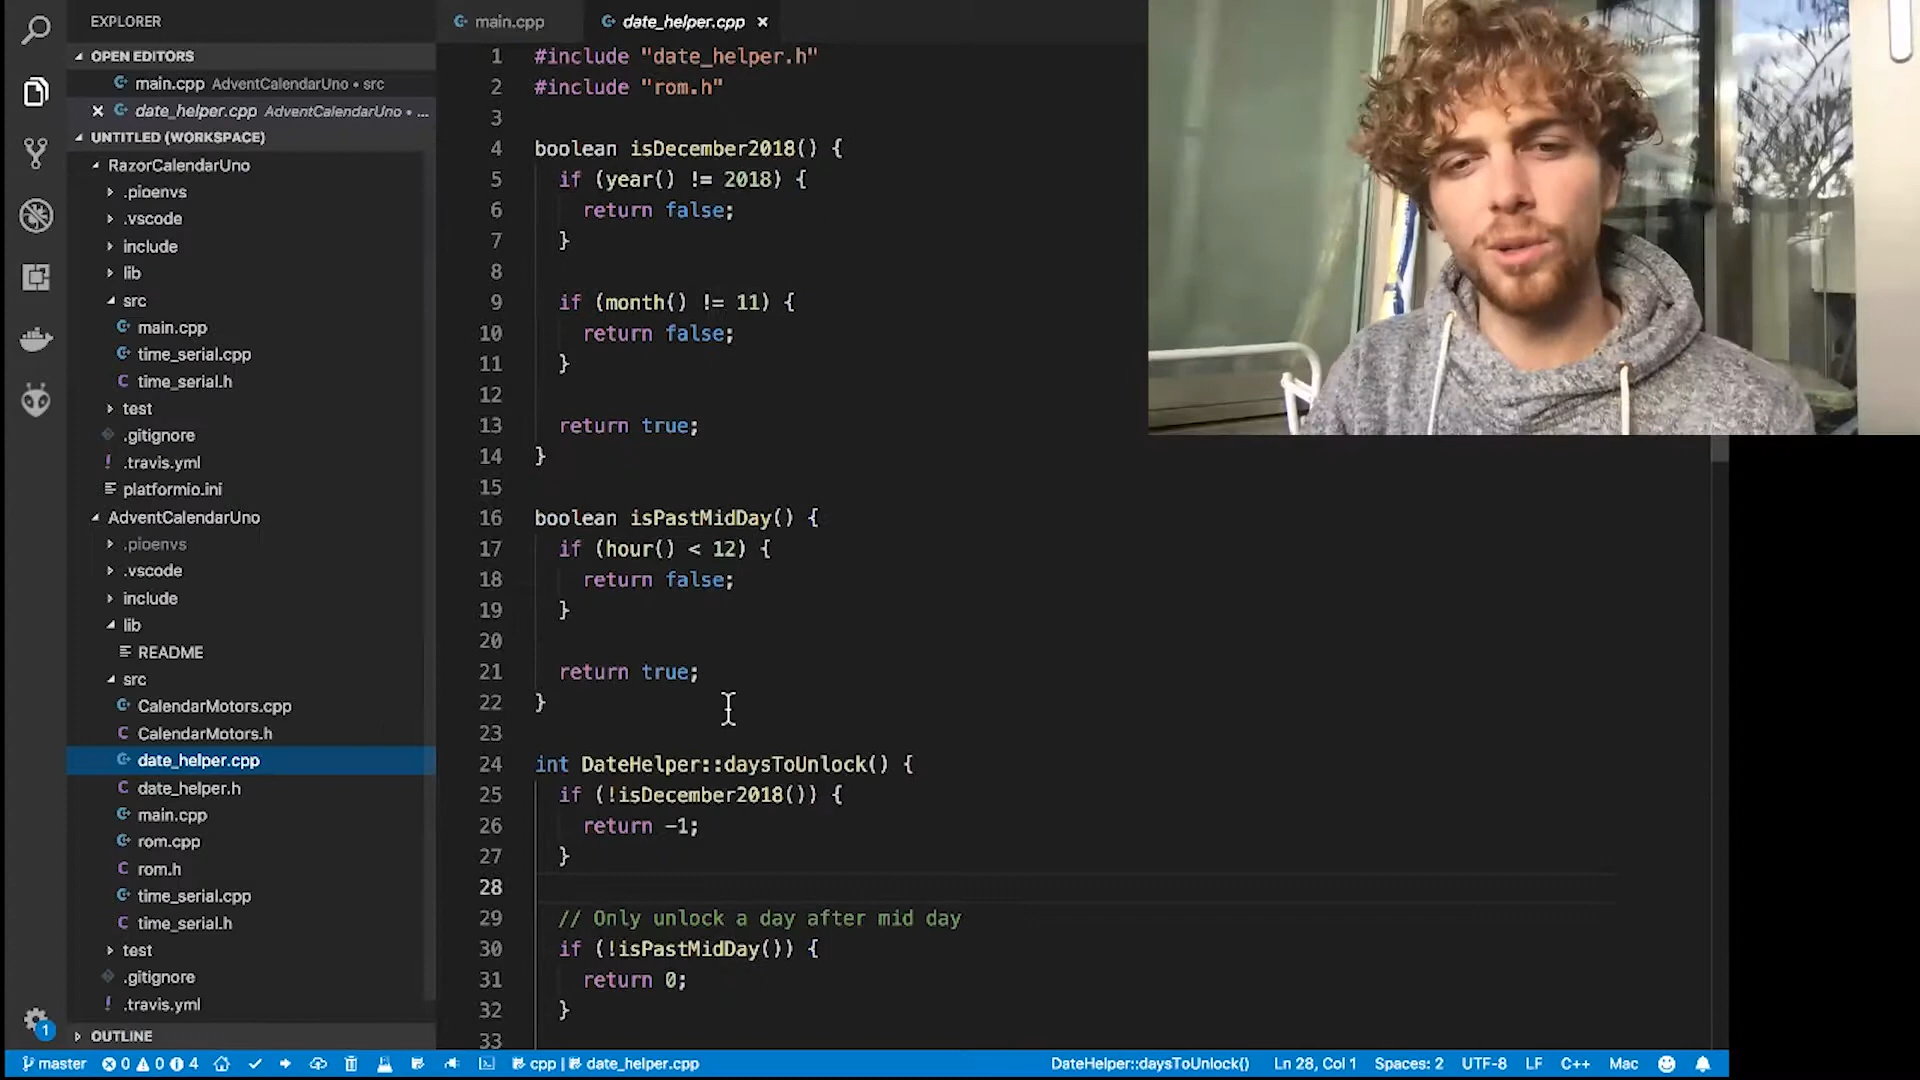 EXPLORER
OPEN EDITORS
main.cpp AdventCalendarUno • src
date_helper.cpp AdventCalendarUno • ...
UNTITLED (WORKSPACE)
RazorCalendarUno
.pioenvs
.vscode
include
lib
src
main.cpp
time_serial.cpp
time_serial.h
test
.gitignore
.travis.yml
platformio.ini
AdventCalendarUno
.pioenvs
.vscode
include
lib
README
src
CalendarMotors.cpp
CalendarMotors.h
date_helper.cpp
date_helper.h
main.cpp
rom.cpp
rom.h
time_serial.cpp
time_serial.h
test
.gitignore
.travis.yml
OUTLINE
main.cpp date_helper.cpp
1 #include "date_helper.h"
2 #include "rom.h"
3
4 boolean isDecember2018() {
5 if (year() != 2018) {
6 return false;
7 }
8
9 if (month() != 11) {
10 return false;
11 }
12
13 return true;
14 }
15
16 boolean isPastMidDay() {
17 if (hour() < 12) {
18 return false;
19 }
20
21 return true;
22 }
23
24 int DateHelper::daysToUnlock() {
25 if (!isDecember2018()) {
26 return -1;
27 }
28
29 // Only unlock a day after mid day
30 if (!isPastMidDay()) {
31 return 0;
32 }
33
1
master 0 0 4 cpp | date_helper.cpp DateHelper::daysToUnlock() Ln 28, Col 1 Spaces: 2 UTF-8 LF C++ Mac